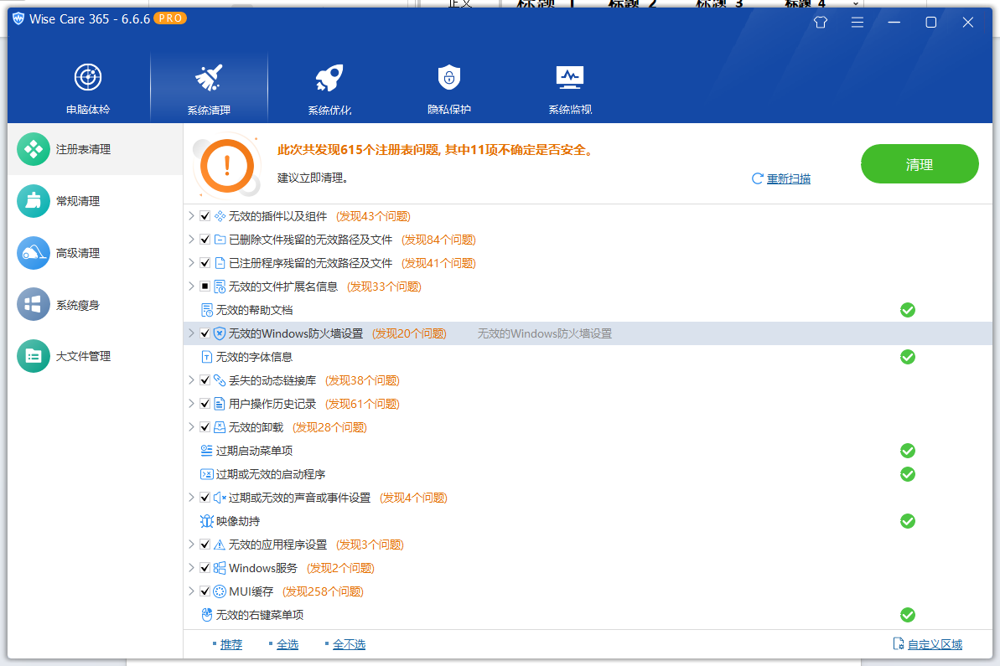 正文 标题 1 标题 2 标题 3 标题 4
Wise Care 365 - 6.6.6 PRO
电脑体检 系统清理 系统优化 隐私保护 系统监视
注册表清理
常规清理
高级清理
系统瘦身
大文件管理
此次共发现615个注册表问题, 其中11项不确定是否安全。
建议立即清理。
重新扫描
清理
无效的插件以及组件 (发现43个问题)
已删除文件残留的无效路径及文件 (发现84个问题)
已注册程序残留的无效路径及文件 (发现41个问题)
无效的文件扩展名信息 (发现33个问题)
无效的帮助文档
无效的Windows防火墙设置 (发现20个问题) 无效的Windows防火墙设置
无效的字体信息
丢失的动态链接库 (发现38个问题)
用户操作历史记录 (发现61个问题)
无效的卸载 (发现28个问题)
过期启动菜单项
过期或无效的启动程序
过期或无效的声音或事件设置 (发现4个问题)
映像劫持
无效的应用程序设置 (发现3个问题)
Windows服务 (发现2个问题)
MUI缓存 (发现258个问题)
无效的右键菜单项
推荐 全选 全不选 自定义区域